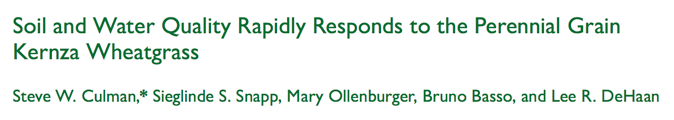 Soil and Water Quality Rapidly Responds to the Perennial Grain
Kernza Wheatgrass
Steve W. Culman,* Sieglinde S. Snapp, Mary Ollenburger, Bruno Basso, and Lee R. DeHaan